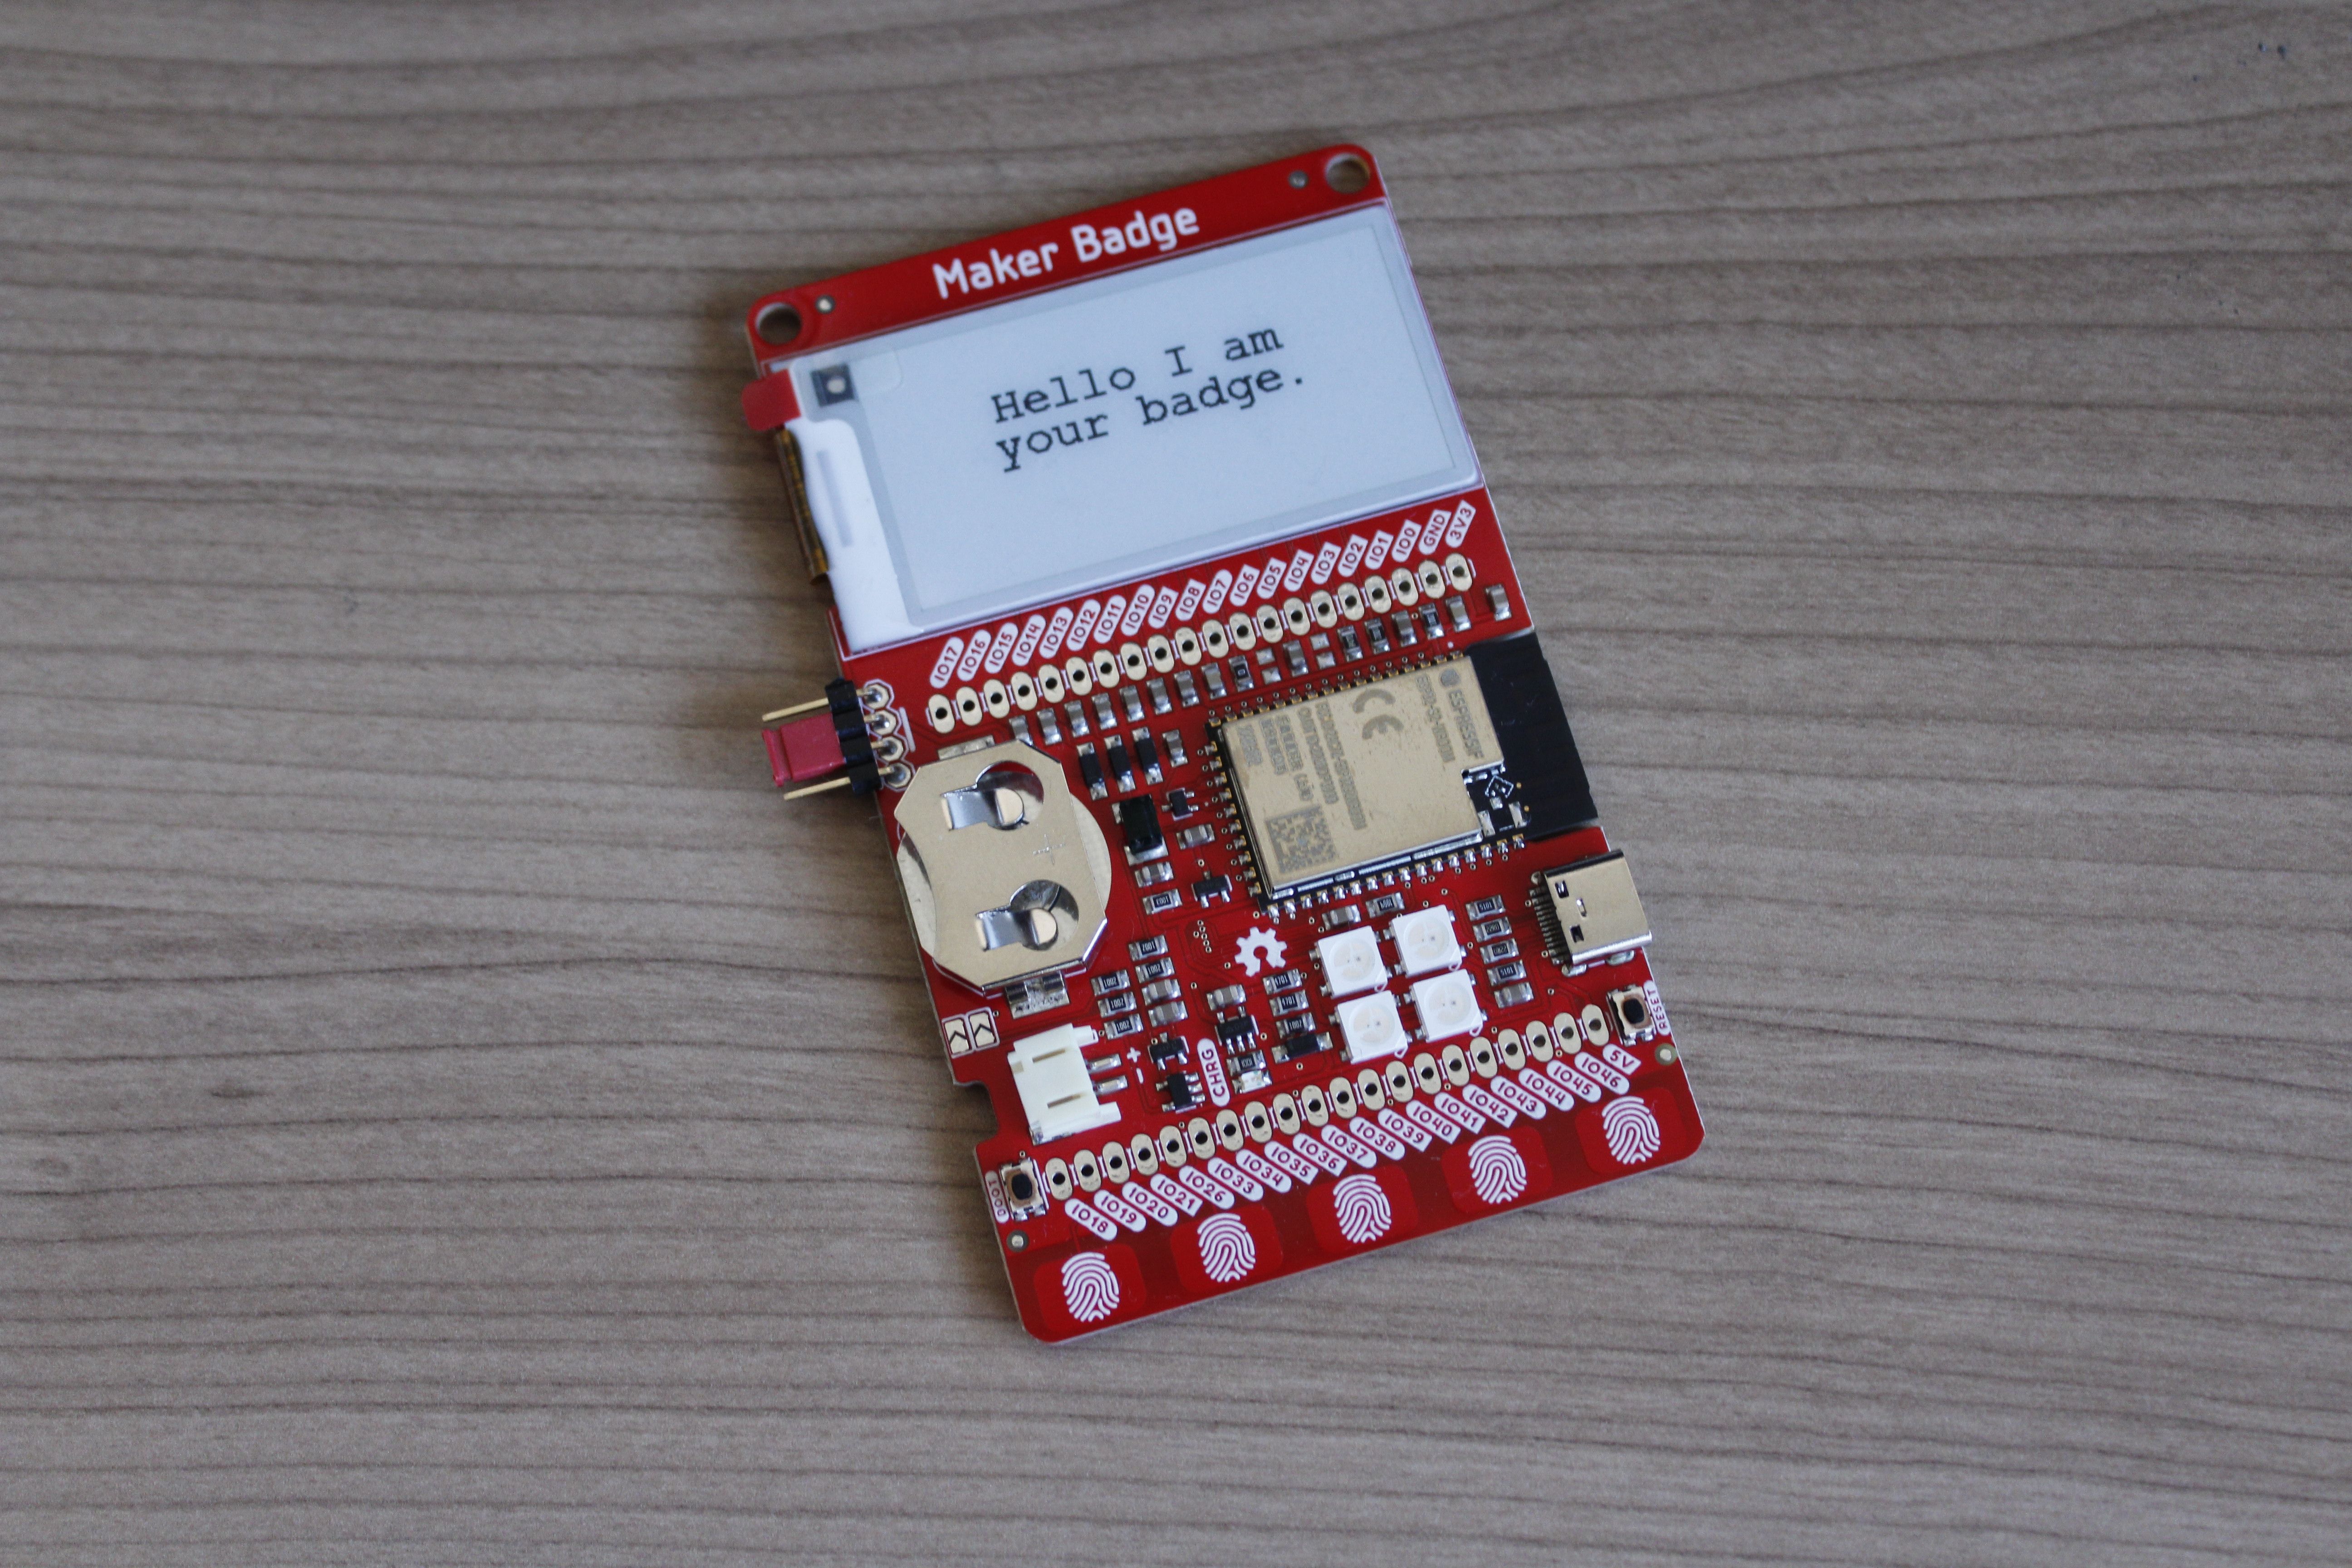 Maker Badge
Hello I am
your badge.
IO17
IO16
IO15
IO14
IO13
IO12
IO11
IO10
IO9
IO8
IO7
IO6
IO5
IO4
IO3
IO2
IO1
IO0
GND
3V3
ESPRESSIF
CE
+
-
CHRG
RESET
BOOT
IO18
IO19
IO20
IO21
IO26
IO33
IO34
IO35
IO36
IO37
IO38
IO39
IO40
IO41
IO42
IO43
IO44
IO45
IO46
5V